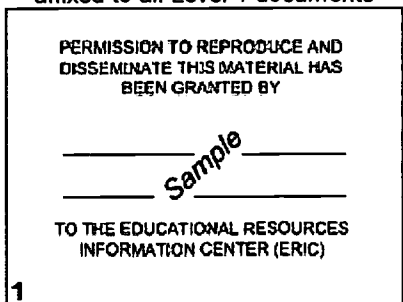 affixed to all Level 1 documents
PERMISSION TO REPRODUCE AND
DISSEMINATE THIS MATERIAL HAS
BEEN GRANTED BY
Sample
TO THE EDUCATIONAL RESOURCES
INFORMATION CENTER (ERIC)
1